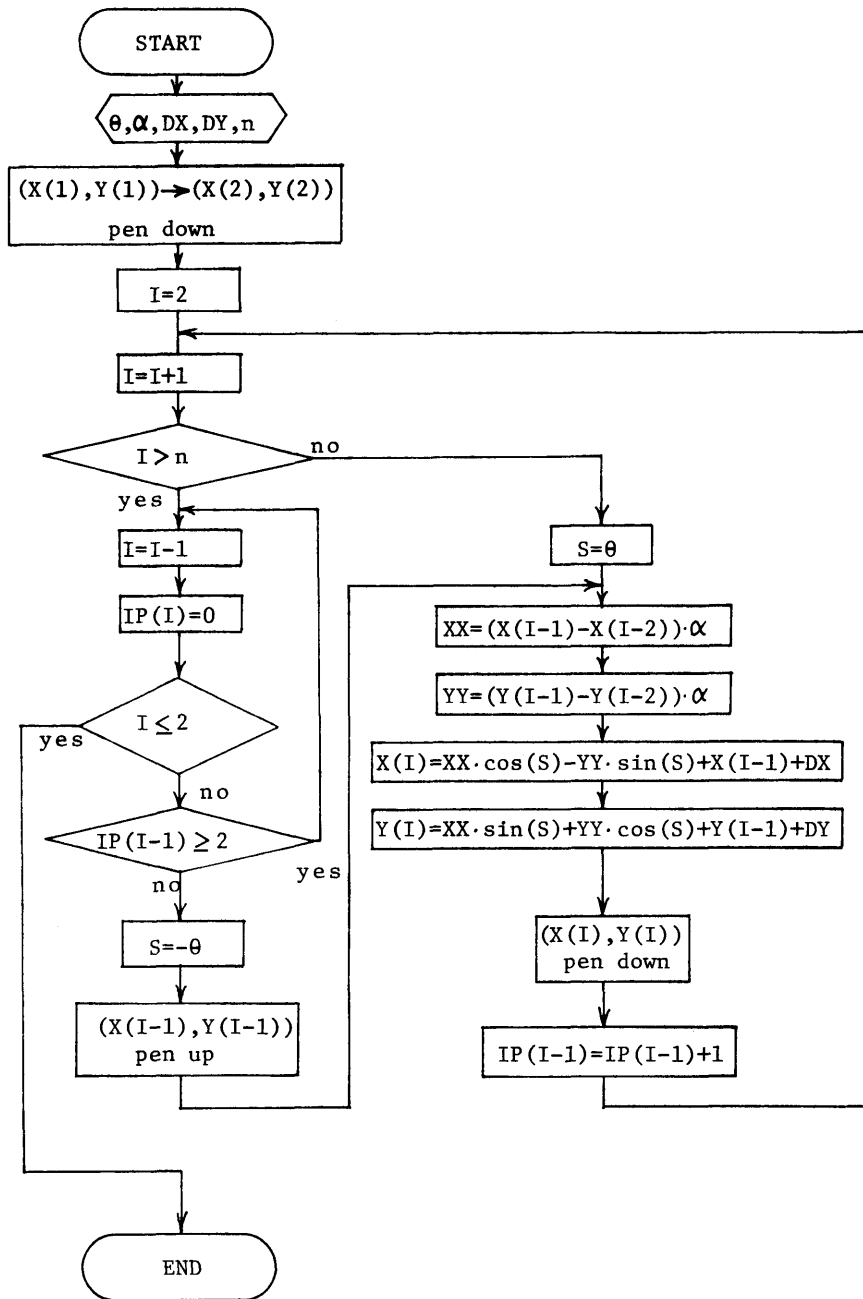 START
θ,α,DX,DY,n
(X(1),Y(1))→(X(2),Y(2))
pen down
I=2
I=I+1
I>n
no
yes
I=I-1
IP(I)=0
I≤2
yes
no
IP(I-1)≥2
yes
no
S=-θ
(X(I-1),Y(I-1))
pen up
S=θ
XX=(X(I-1)-X(I-2))·α
YY=(Y(I-1)-Y(I-2))·α
X(I)=XX·cos(S)-YY·sin(S)+X(I-1)+DX
Y(I)=XX·sin(S)+YY·cos(S)+Y(I-1)+DY
(X(I),Y(I))
pen down
IP(I-1)=IP(I-1)+1
END